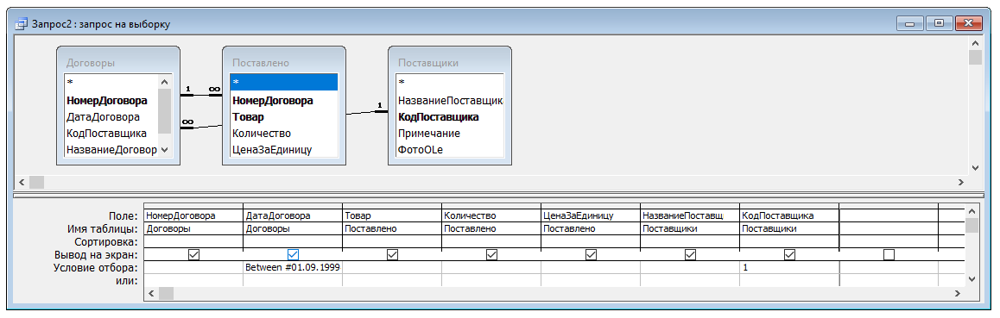 Запрос2 : запрос на выборку
Договоры
*
НомерДоговора
ДатаДоговора
КодПоставщика
НазваниеДоговор
1
∞
∞
Поставлено
*
НомерДоговора
Товар
Количество
ЦенаЗаЕдиницу
1
Поставщики
*
НазваниеПоставщик
КодПоставщика
Примечание
ФотоOLe
Поле: НомерДоговора ДатаДоговора Товар Количество ЦенаЗаЕдиницу НазваниеПоставщ КодПоставщика
Имя таблицы: Договоры Договоры Поставлено Поставлено Поставлено Поставщики Поставщики
Сортировка:
Вывод на экран:
Условие отбора: Between #01.09.1999 1
или: